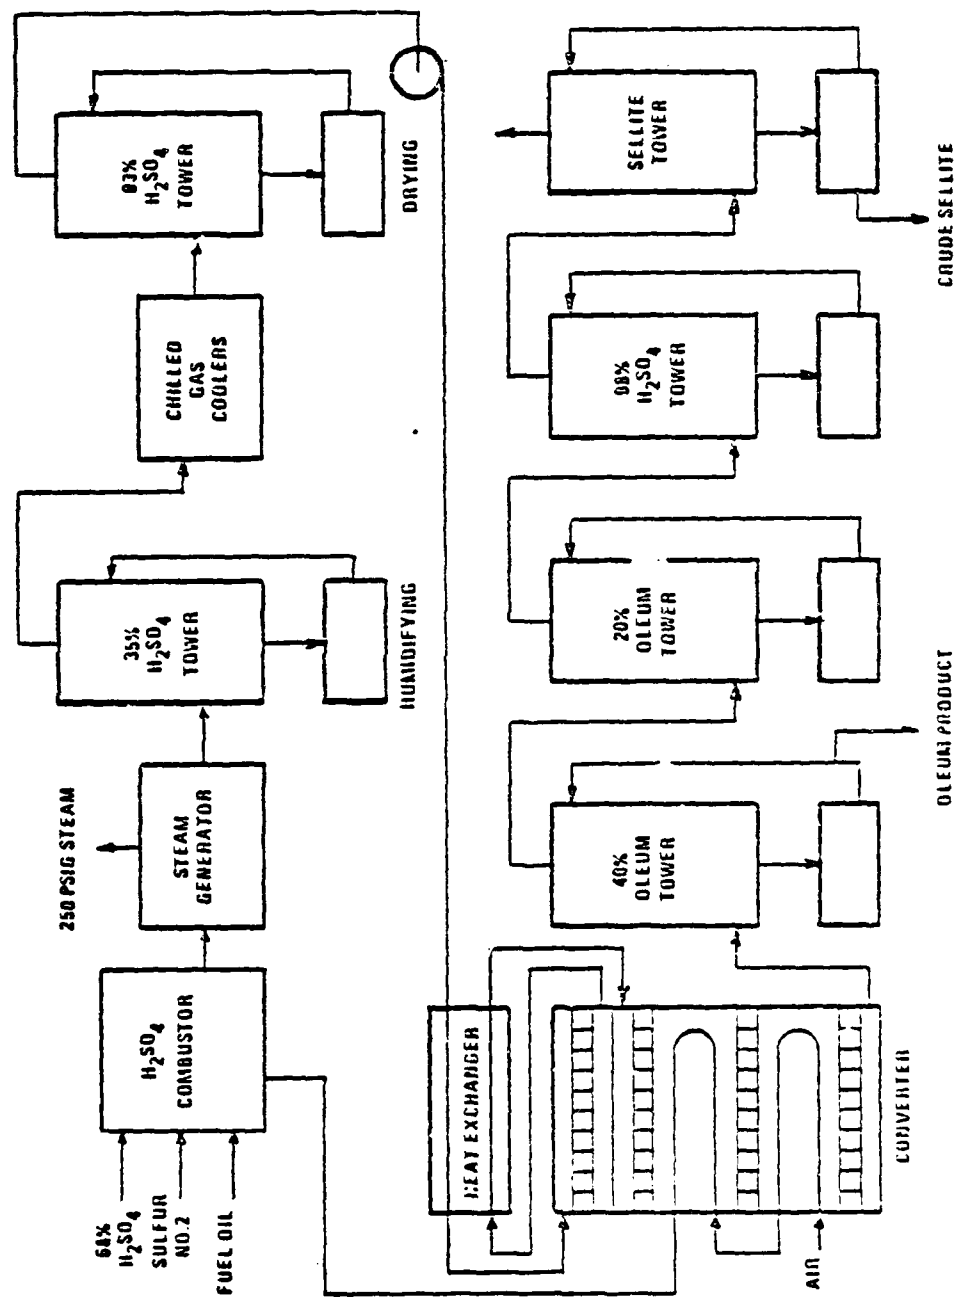 68%
H2SO4
SULFUR
NO.2
FUEL OIL
H2SO4
COMBUSTOR
250 PSIG STEAM
STEAM
GENERATOR
35%
H2SO4
TOWER
HUMIDIFYING
CHILLED
GAS
COOLERS
93%
H2SO4
TOWER
DRYING
HEAT EXCHANGER
AIR
CONVERTER
40%
OLEUM
TOWER
OLEUM PRODUCT
20%
OLEUM
TOWER
98%
H2SO4
TOWER
SELLITE
TOWER
CRUDE SELLITE